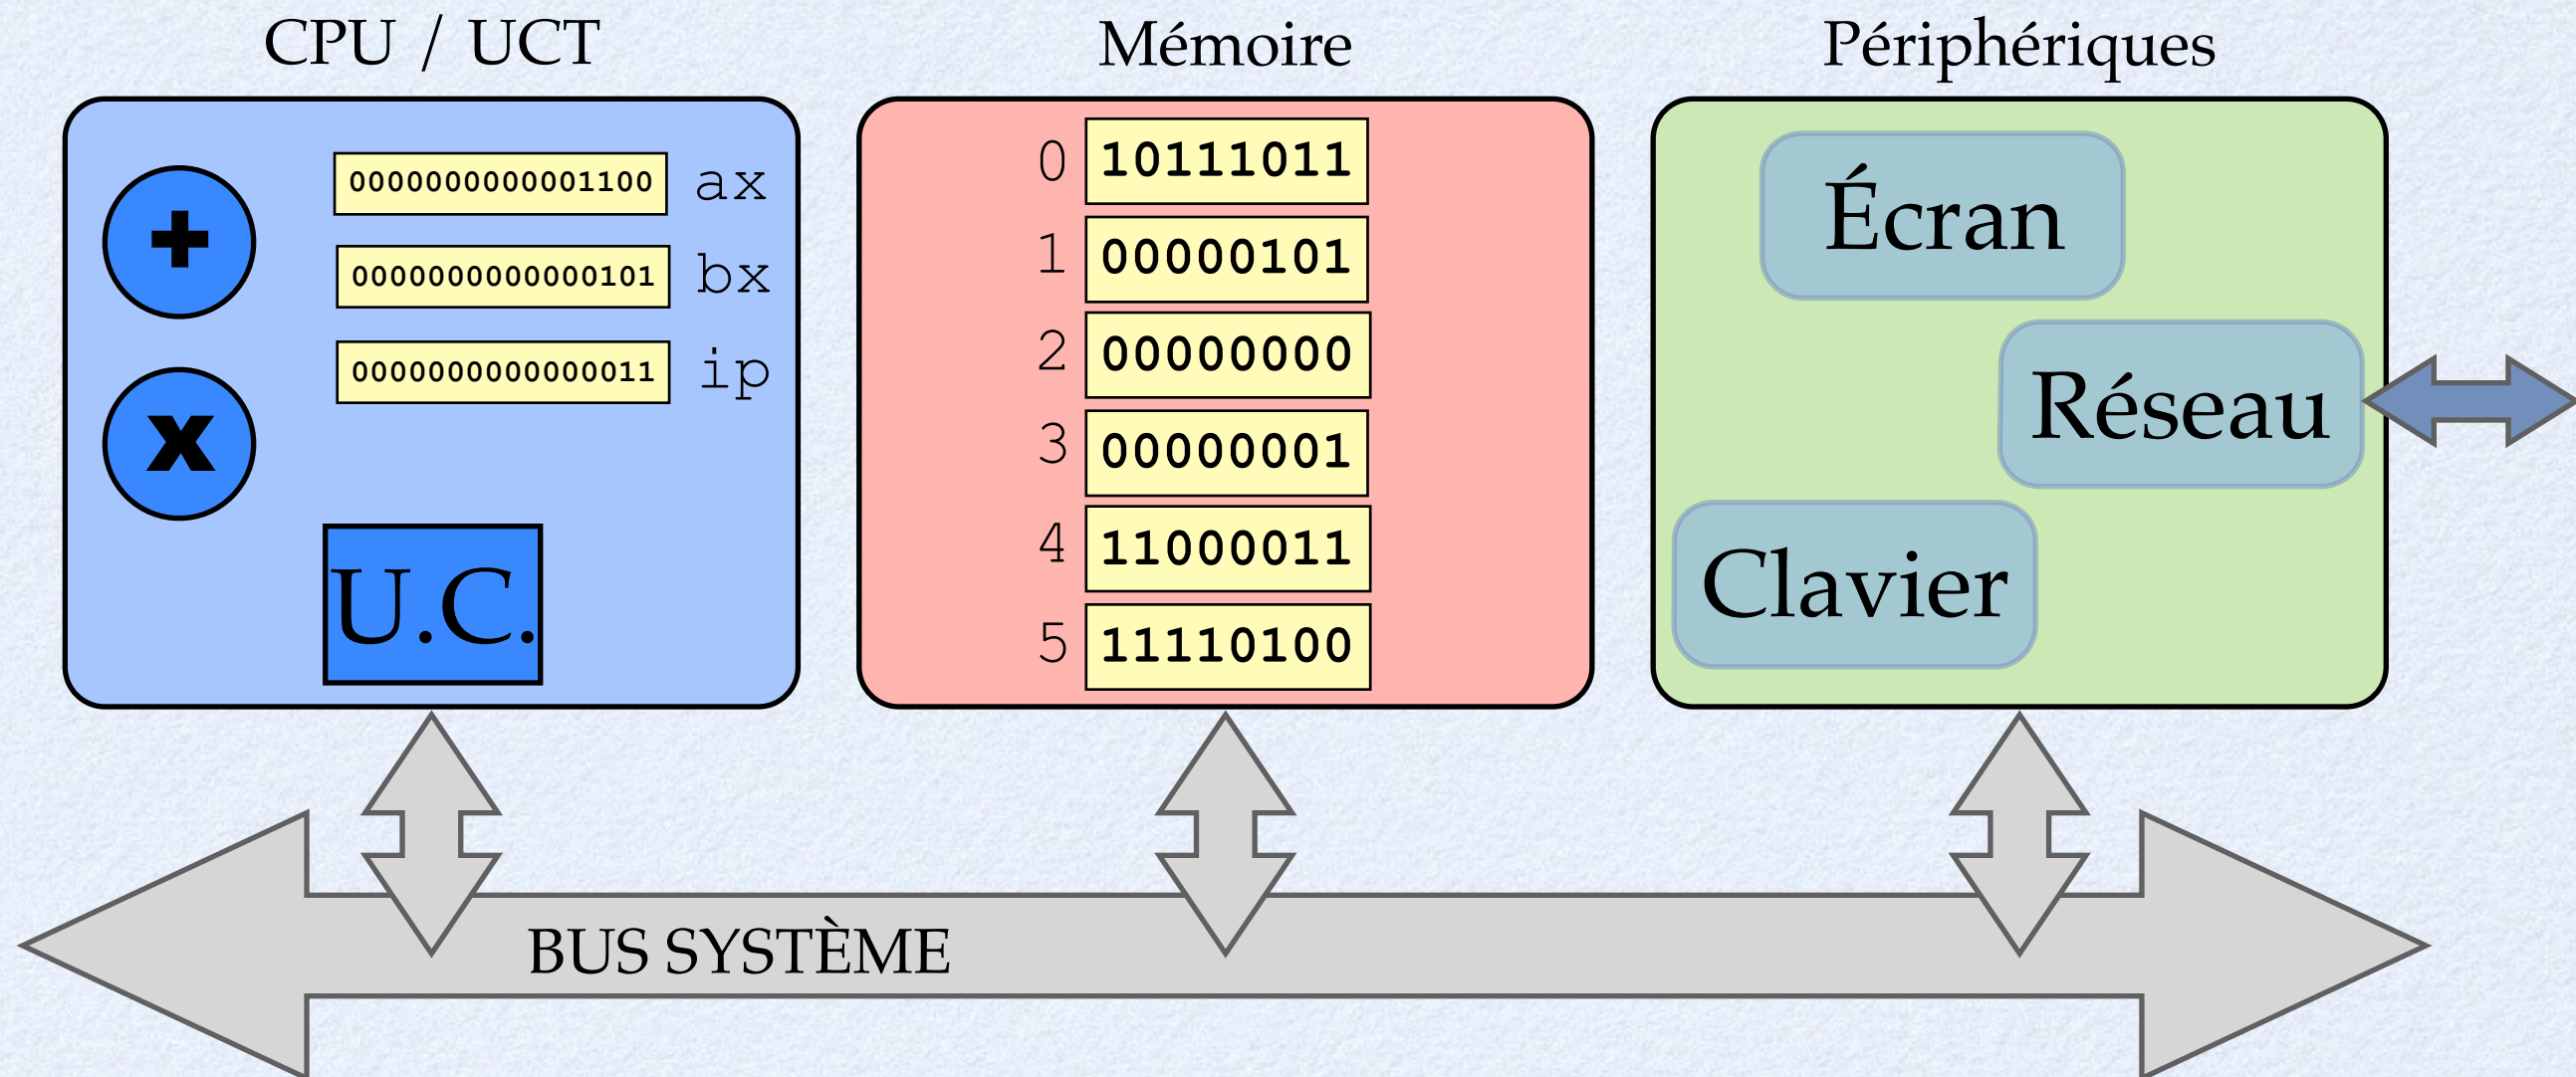 CPU / UCT
Mémoire
Périphériques
+
0000000000001100 ax
0000000000000101 bx
0000000000000011 ip
x
U.C.
0 10111011
1 00000101
2 00000000
3 00000001
4 11000011
5 11110100
Écran
Réseau
Clavier
BUS SYSTÈME